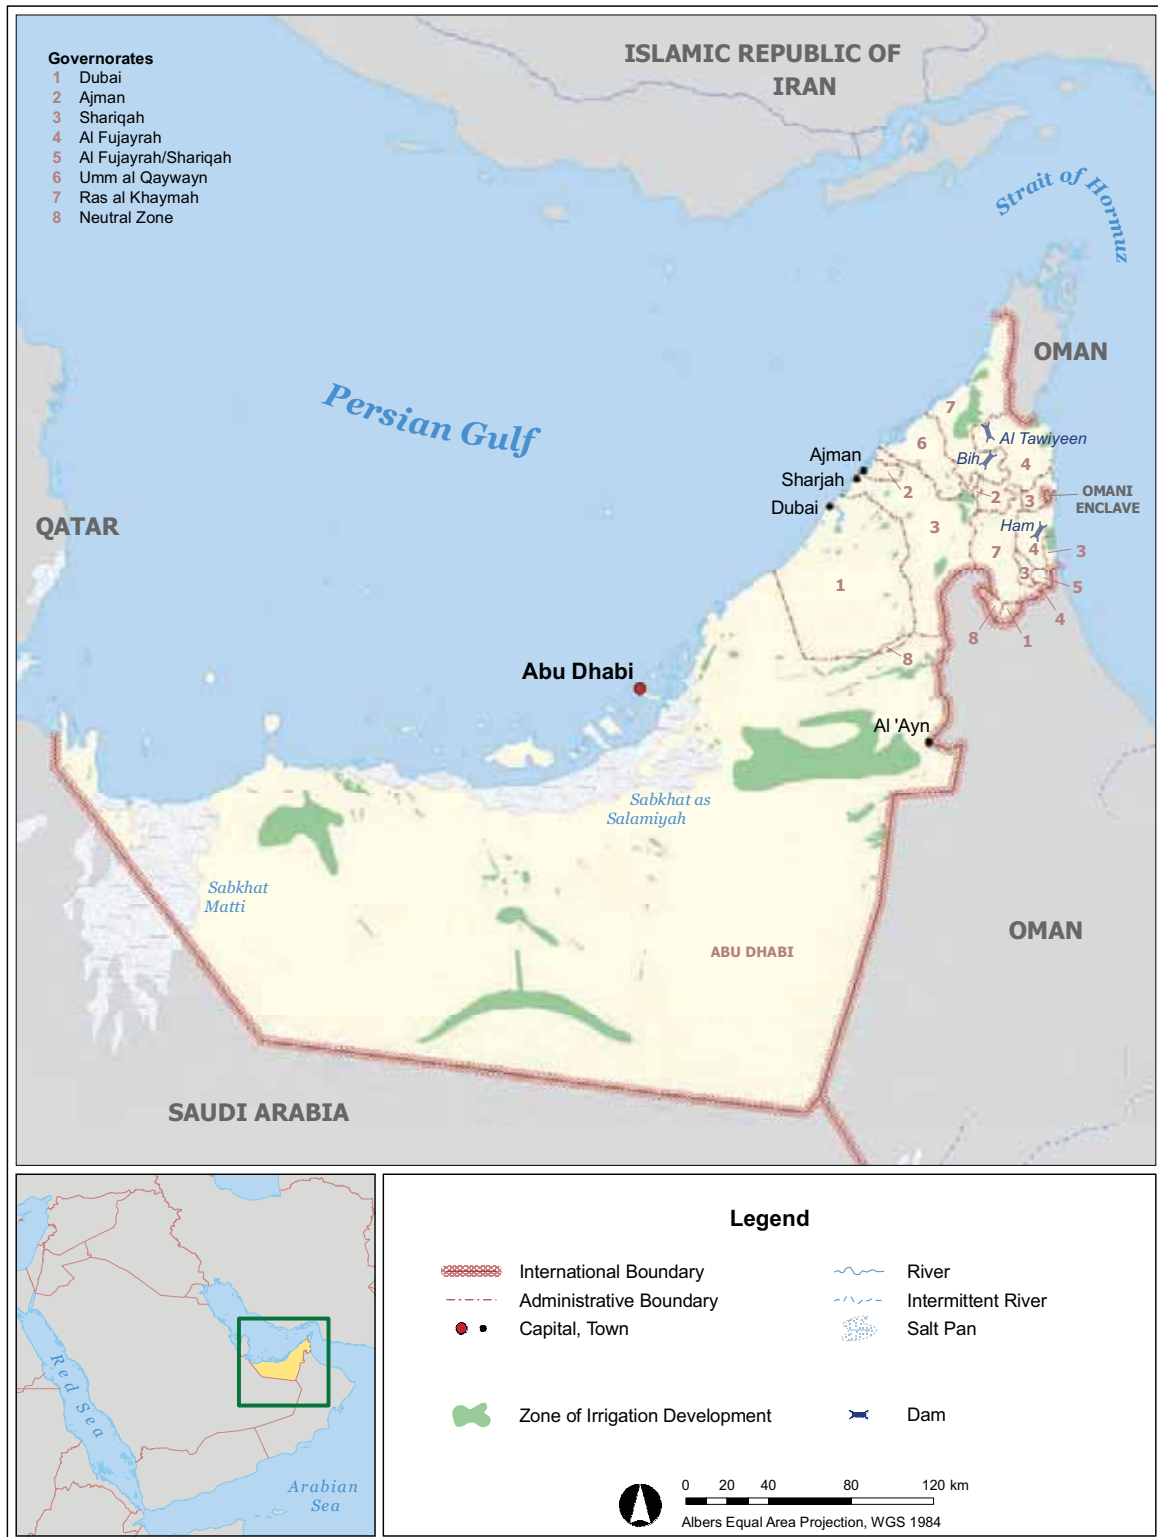 Governorates
1 Dubai
2 Ajman
3 Shariqah
4 Al Fujayrah
5 Al Fujayrah/Shariqah
6 Umm al Qaywayn
7 Ras al Khaymah
8 Neutral Zone
ISLAMIC REPUBLIC OF
IRAN
Strait of Hormuz
OMAN
Persian Gulf
7
6
Al Tawiyeen
Bih
4
Ajman
Sharjah
2
2
3
OMANI
ENCLAVE
Dubai
QATAR
3
Ham
7
4
3
1
3
5
4
8
1
8
Abu Dhabi
Al 'Ayn
Sabkhat as
Salamiyah
Sabkhat
Matti
ABU DHABI
OMAN
SAUDI ARABIA
Red Sea
Arabian
Sea
Legend
International Boundary
River
Administrative Boundary
Intermittent River
Capital, Town
Salt Pan
Zone of Irrigation Development
Dam
0 20 40 80 120 km
Albers Equal Area Projection, WGS 1984